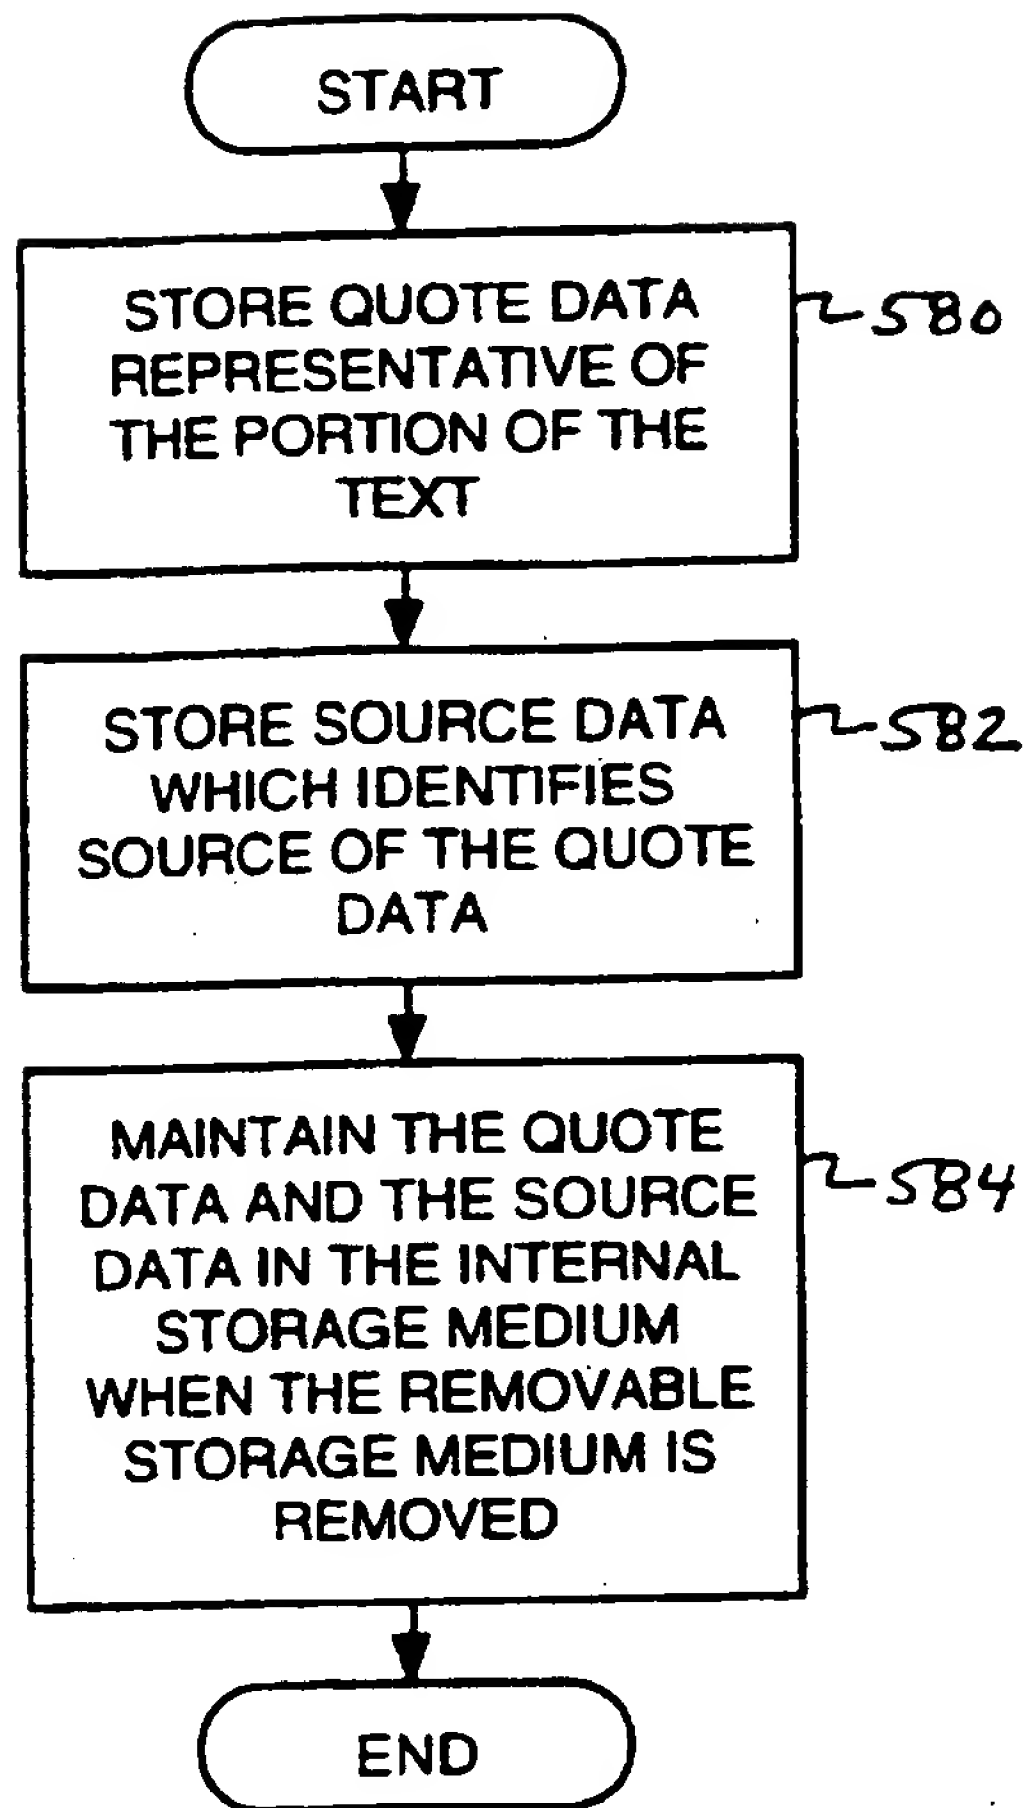 START
STORE QUOTE DATA
REPRESENTATIVE OF
THE PORTION OF THE
TEXT
580
STORE SOURCE DATA
WHICH IDENTIFIES
SOURCE OF THE QUOTE
DATA
582
MAINTAIN THE QUOTE
DATA AND THE SOURCE
DATA IN THE INTERNAL
STORAGE MEDIUM
WHEN THE REMOVABLE
STORAGE MEDIUM IS
REMOVED
584
END